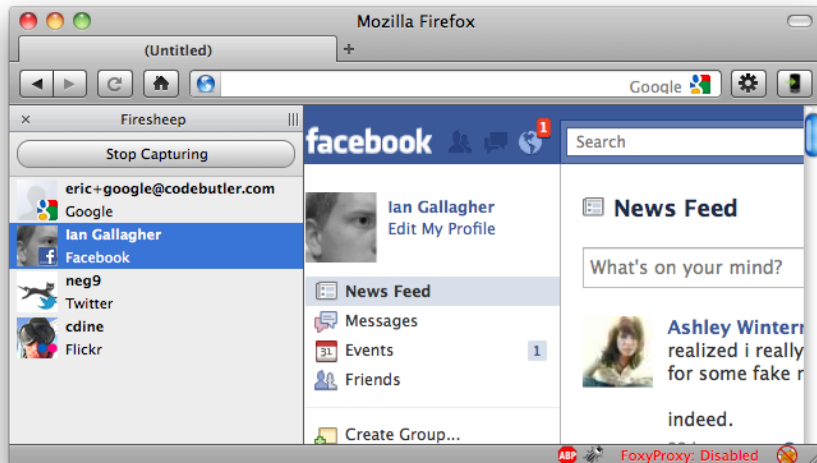 Mozilla Firefox
(Untitled)
+
Google
× Firesheep
Stop Capturing
eric+google@codebutler.com
Google
Ian Gallagher
Facebook
neg9
Twitter
cdine
Flickr
facebook
1
Search
Ian Gallagher
Edit My Profile
News Feed
Messages
31 Events 1
Friends
Create Group...
News Feed
What's on your mind?
Ashley
realized i really
for some fake
indeed.
ABP FoxyProxy: Disabled